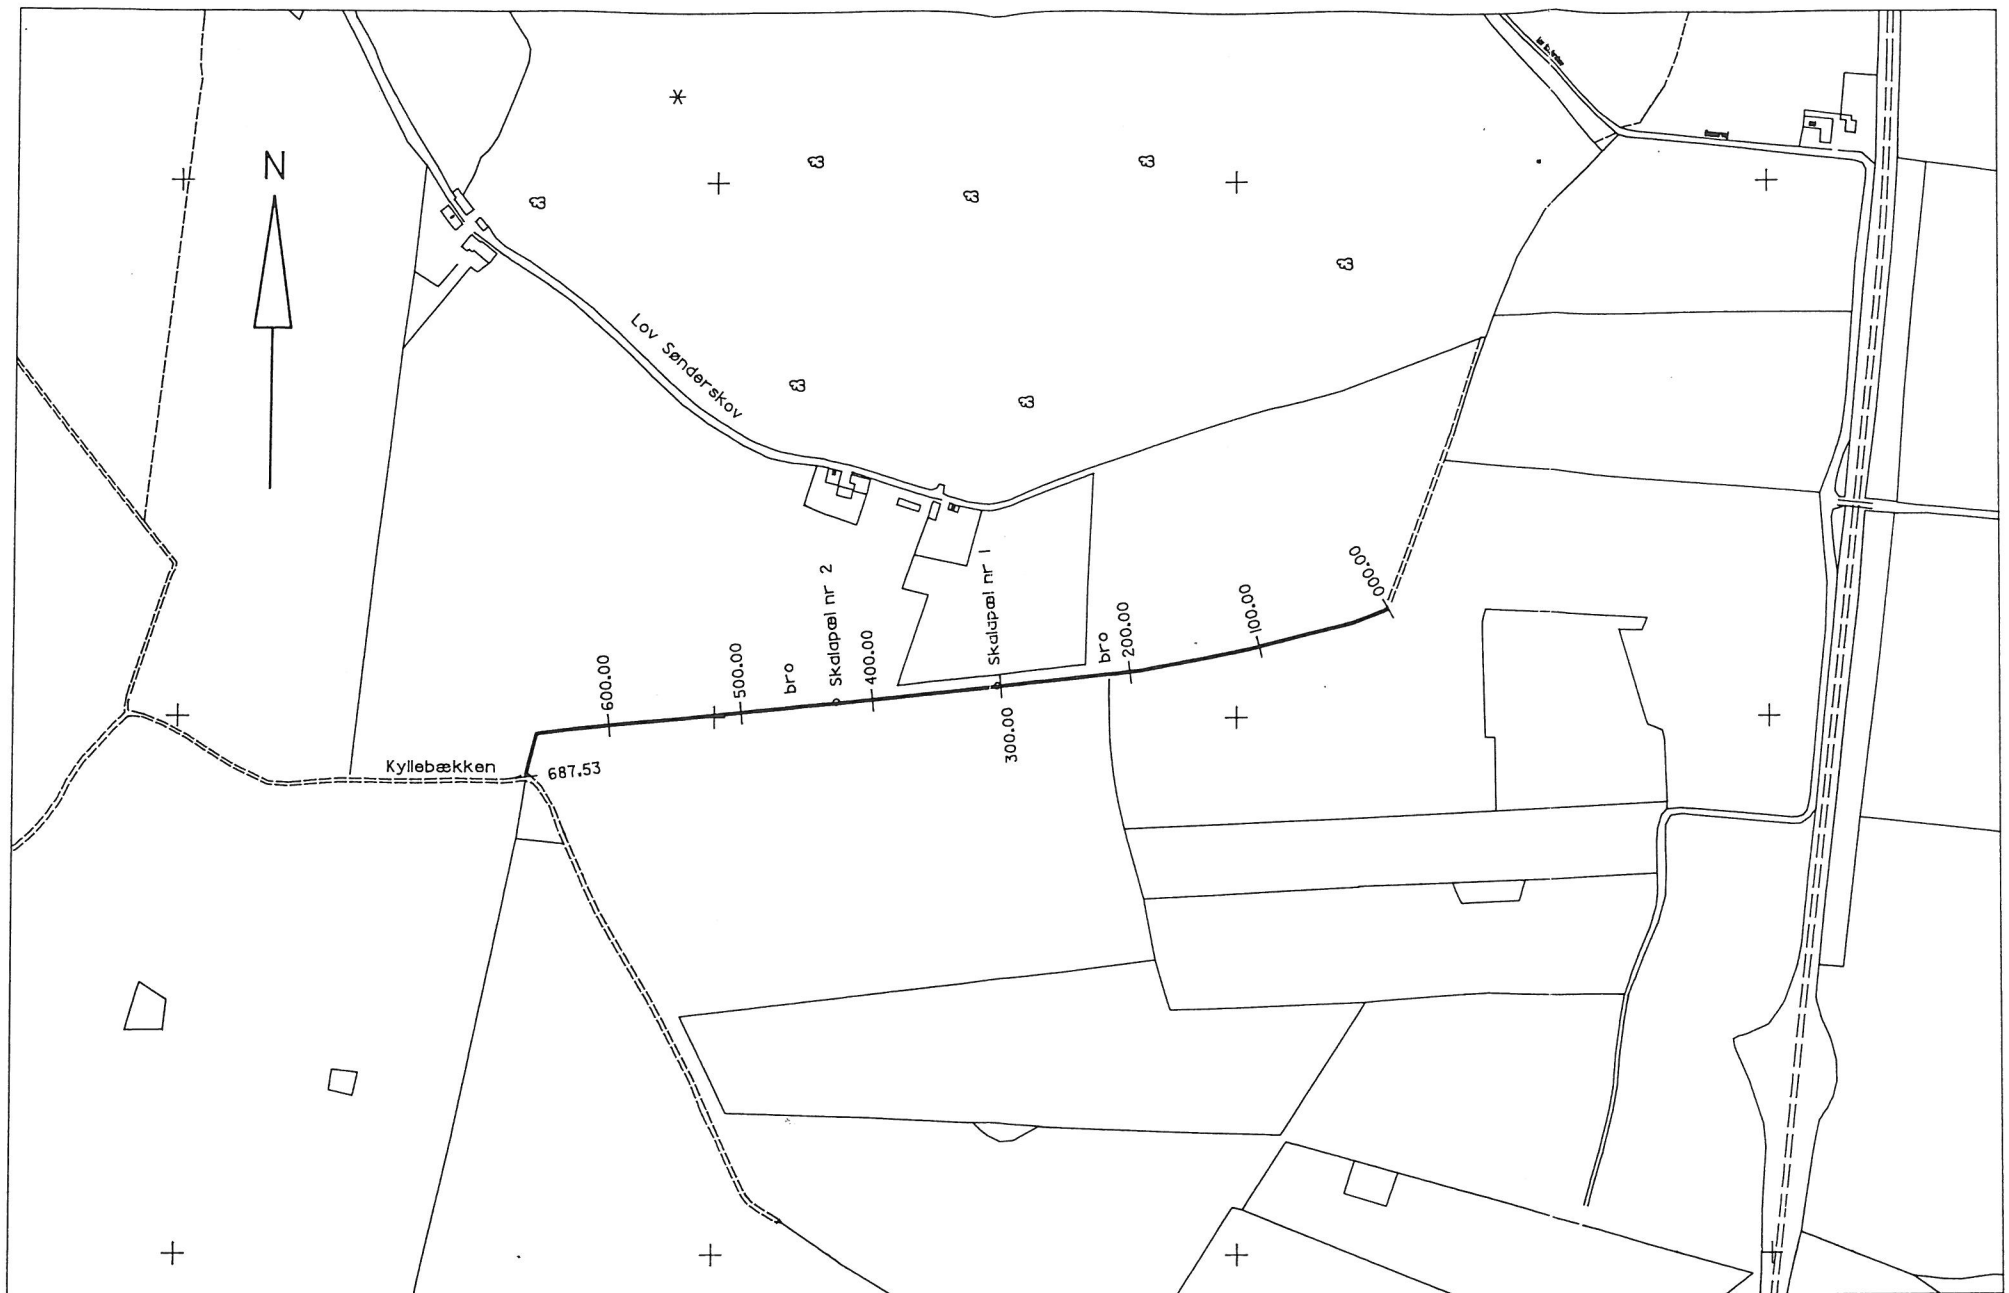 N
Lov Sønderskov
000.00
100.00
200.00
bro
Skalapæl nr 1
300.00
400.00
Skalapæl nr 2
bro
500.00
600.00
687.53
Kyllebækken